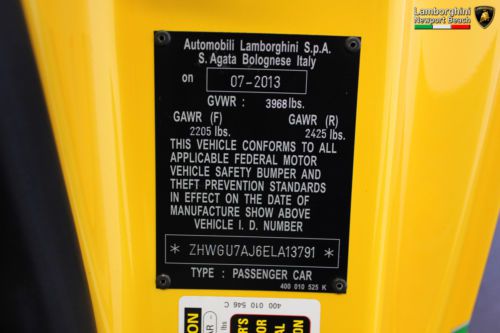 Lamborghini
Newport Beach
Automobili Lamborghini S.p.A.
S. Agata Bolognese Italy
on 07-2013
GVWR : 3968lbs.
GAWR (F) GAWR (R)
2205 lbs. 2425 lbs.
THIS VEHICLE CONFORMS TO ALL
APPLICABLE FEDERAL MOTOR
VEHICLE SAFETY BUMPER AND
THEFT PREVENTION STANDARDS
IN EFFECT ON THE DATE OF
MANUFACTURE SHOW ABOVE
VEHICLE I. D. NUMBER
* ZHWGU7AJ6ELA13791 *
TYPE : PASSENGER CAR
400 010 525 K
400 010 546 C